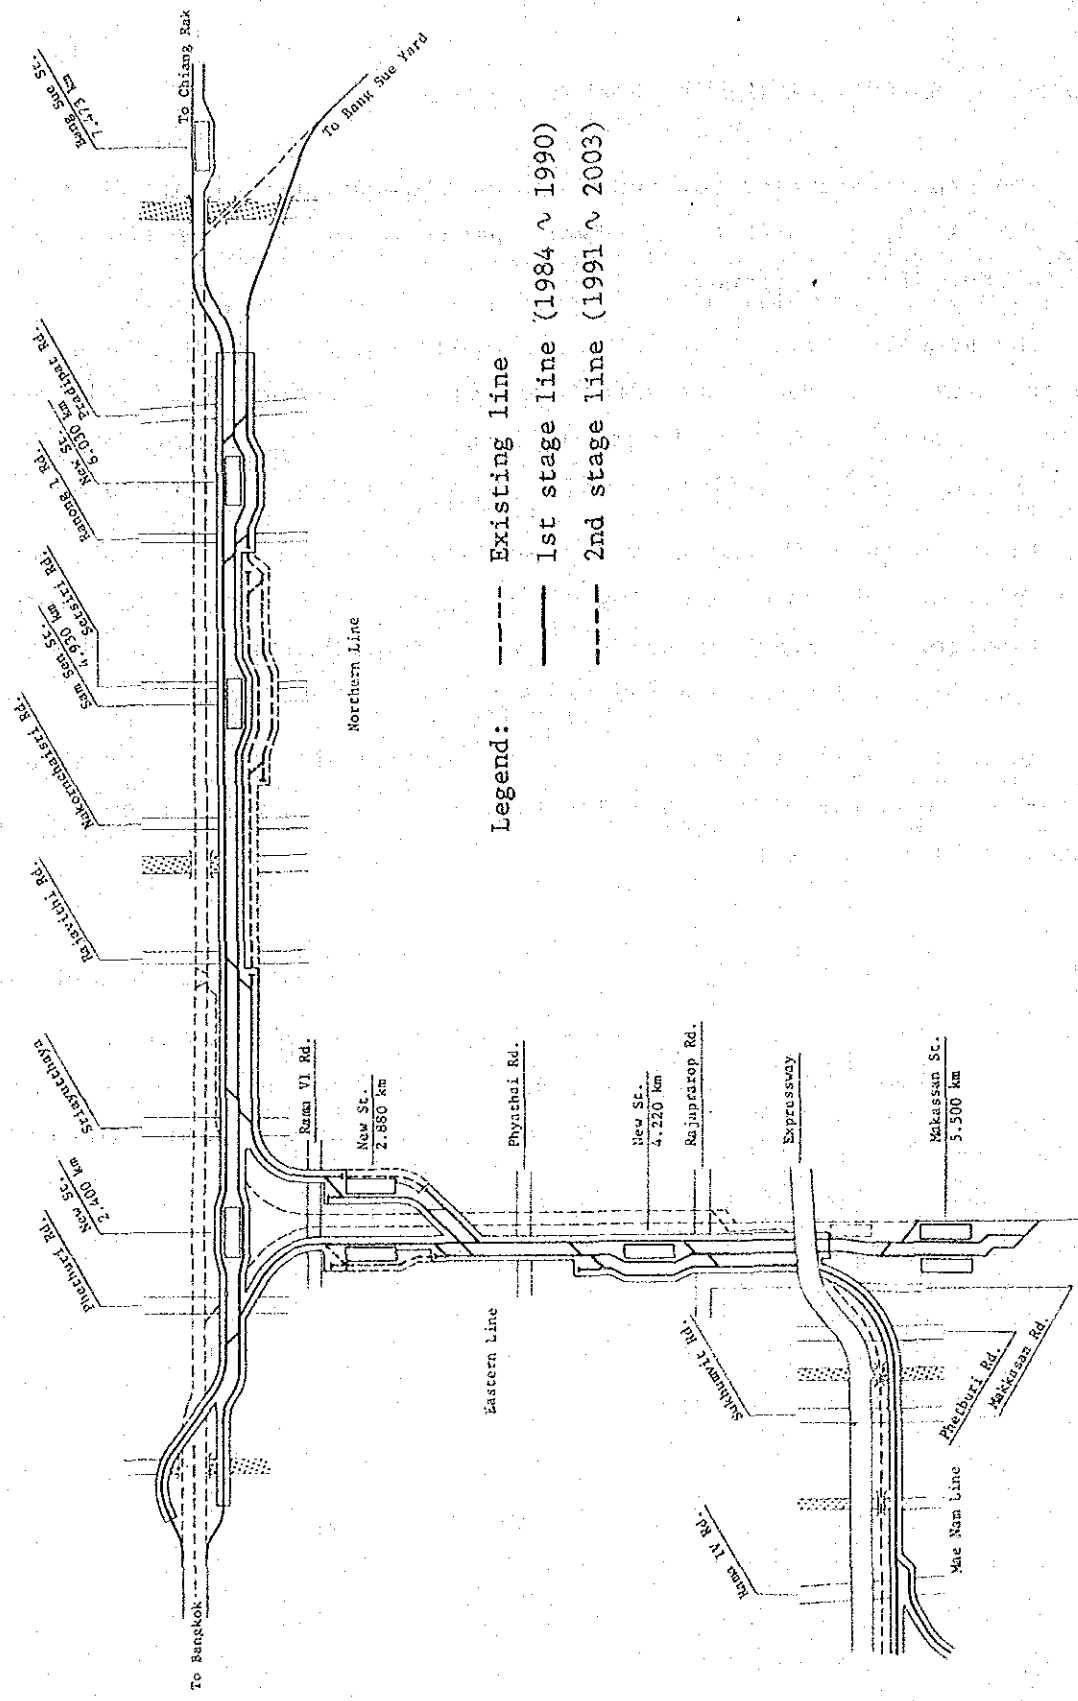 Bang Sue St.
7.473 km
To Chiang Rak
To Bang Sue Yard
Pradipat Rd.
New St.
6.030 km
Ranong 1 Rd.
Setsiri Rd.
Sam Sen St.
4.930 km
Nakornchaisri Rd.
Rajavithi Rd.
Sriayutthaya
New St.
2.400 km
Phetburi Rd.
To Bangkok
Northern Line
Legend:
Existing line
1st stage line (1984 ~ 1990)
2nd stage line (1991 ~ 2003)
Rama VI Rd.
New St.
2.880 km
Phyathai Rd.
New St.
4.220 km
Rajuprarop Rd.
Expressway
Makassan St.
5.500 km
Eastern Line
Sukhumvit Rd.
Phetburi Rd.
Makkasan Rd.
Rama IV Rd.
Mae Nam Line